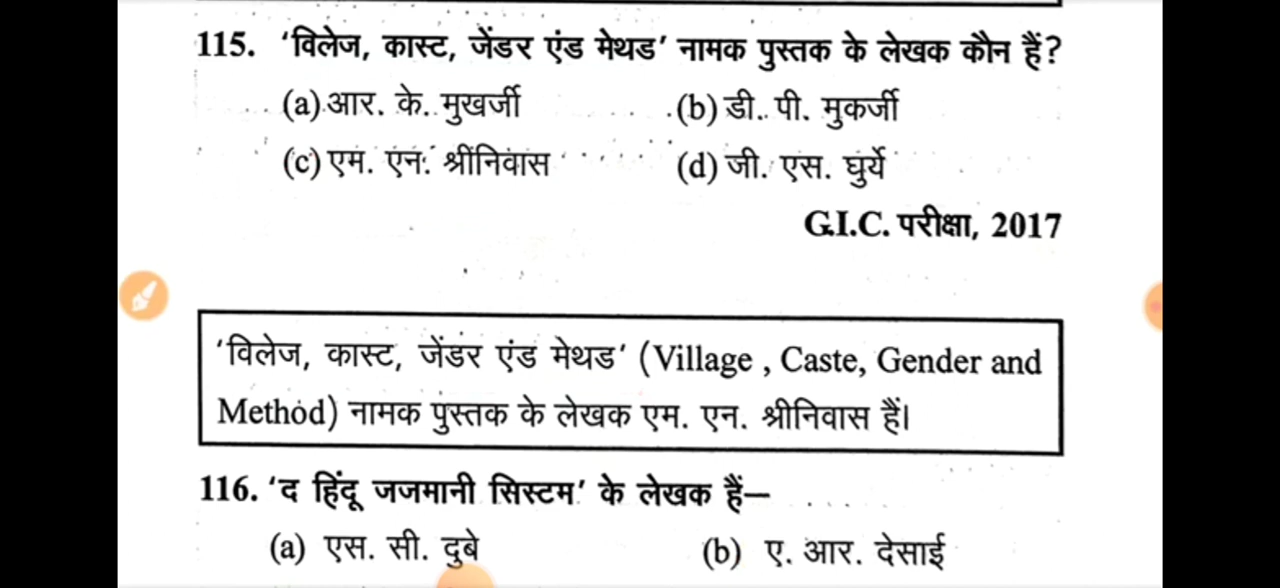 115. ‘विलेज, कास्ट, जेंडर एंड मेथड’ नामक पुस्तक के लेखक कौन हैं?
(a) आर. के. मुखर्जी (b) डी. पी. मुकर्जी
(c) एम. एन. श्रीनिवास (d) जी. एस. घुर्ये
G.I.C. परीक्षा, 2017
‘विलेज, कास्ट, जेंडर एंड मेथड’ (Village , Caste, Gender and
Method) नामक पुस्तक के लेखक एम. एन. श्रीनिवास हैं।
116. ‘द हिंदू जजमानी सिस्टम’ के लेखक हैं—
(a) एस. सी. दुबे (b) ए. आर. देसाई